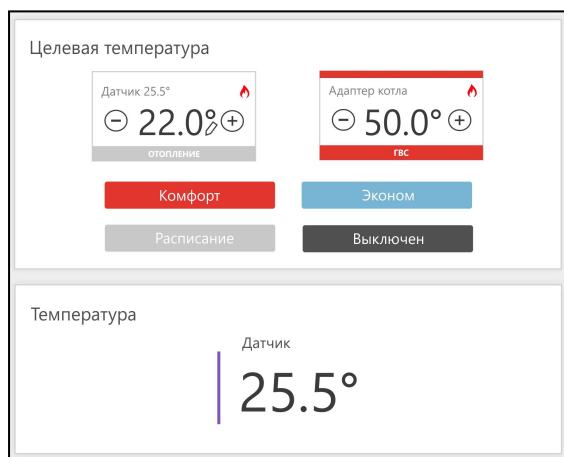 Целевая температура
Датчик 25.5°
22.0°
ОТОПЛЕНИЕ
Адаптер котла
50.0°
ГВС
Комфорт
Эконом
Расписание
Выключен
Температура
Датчик
25.5°